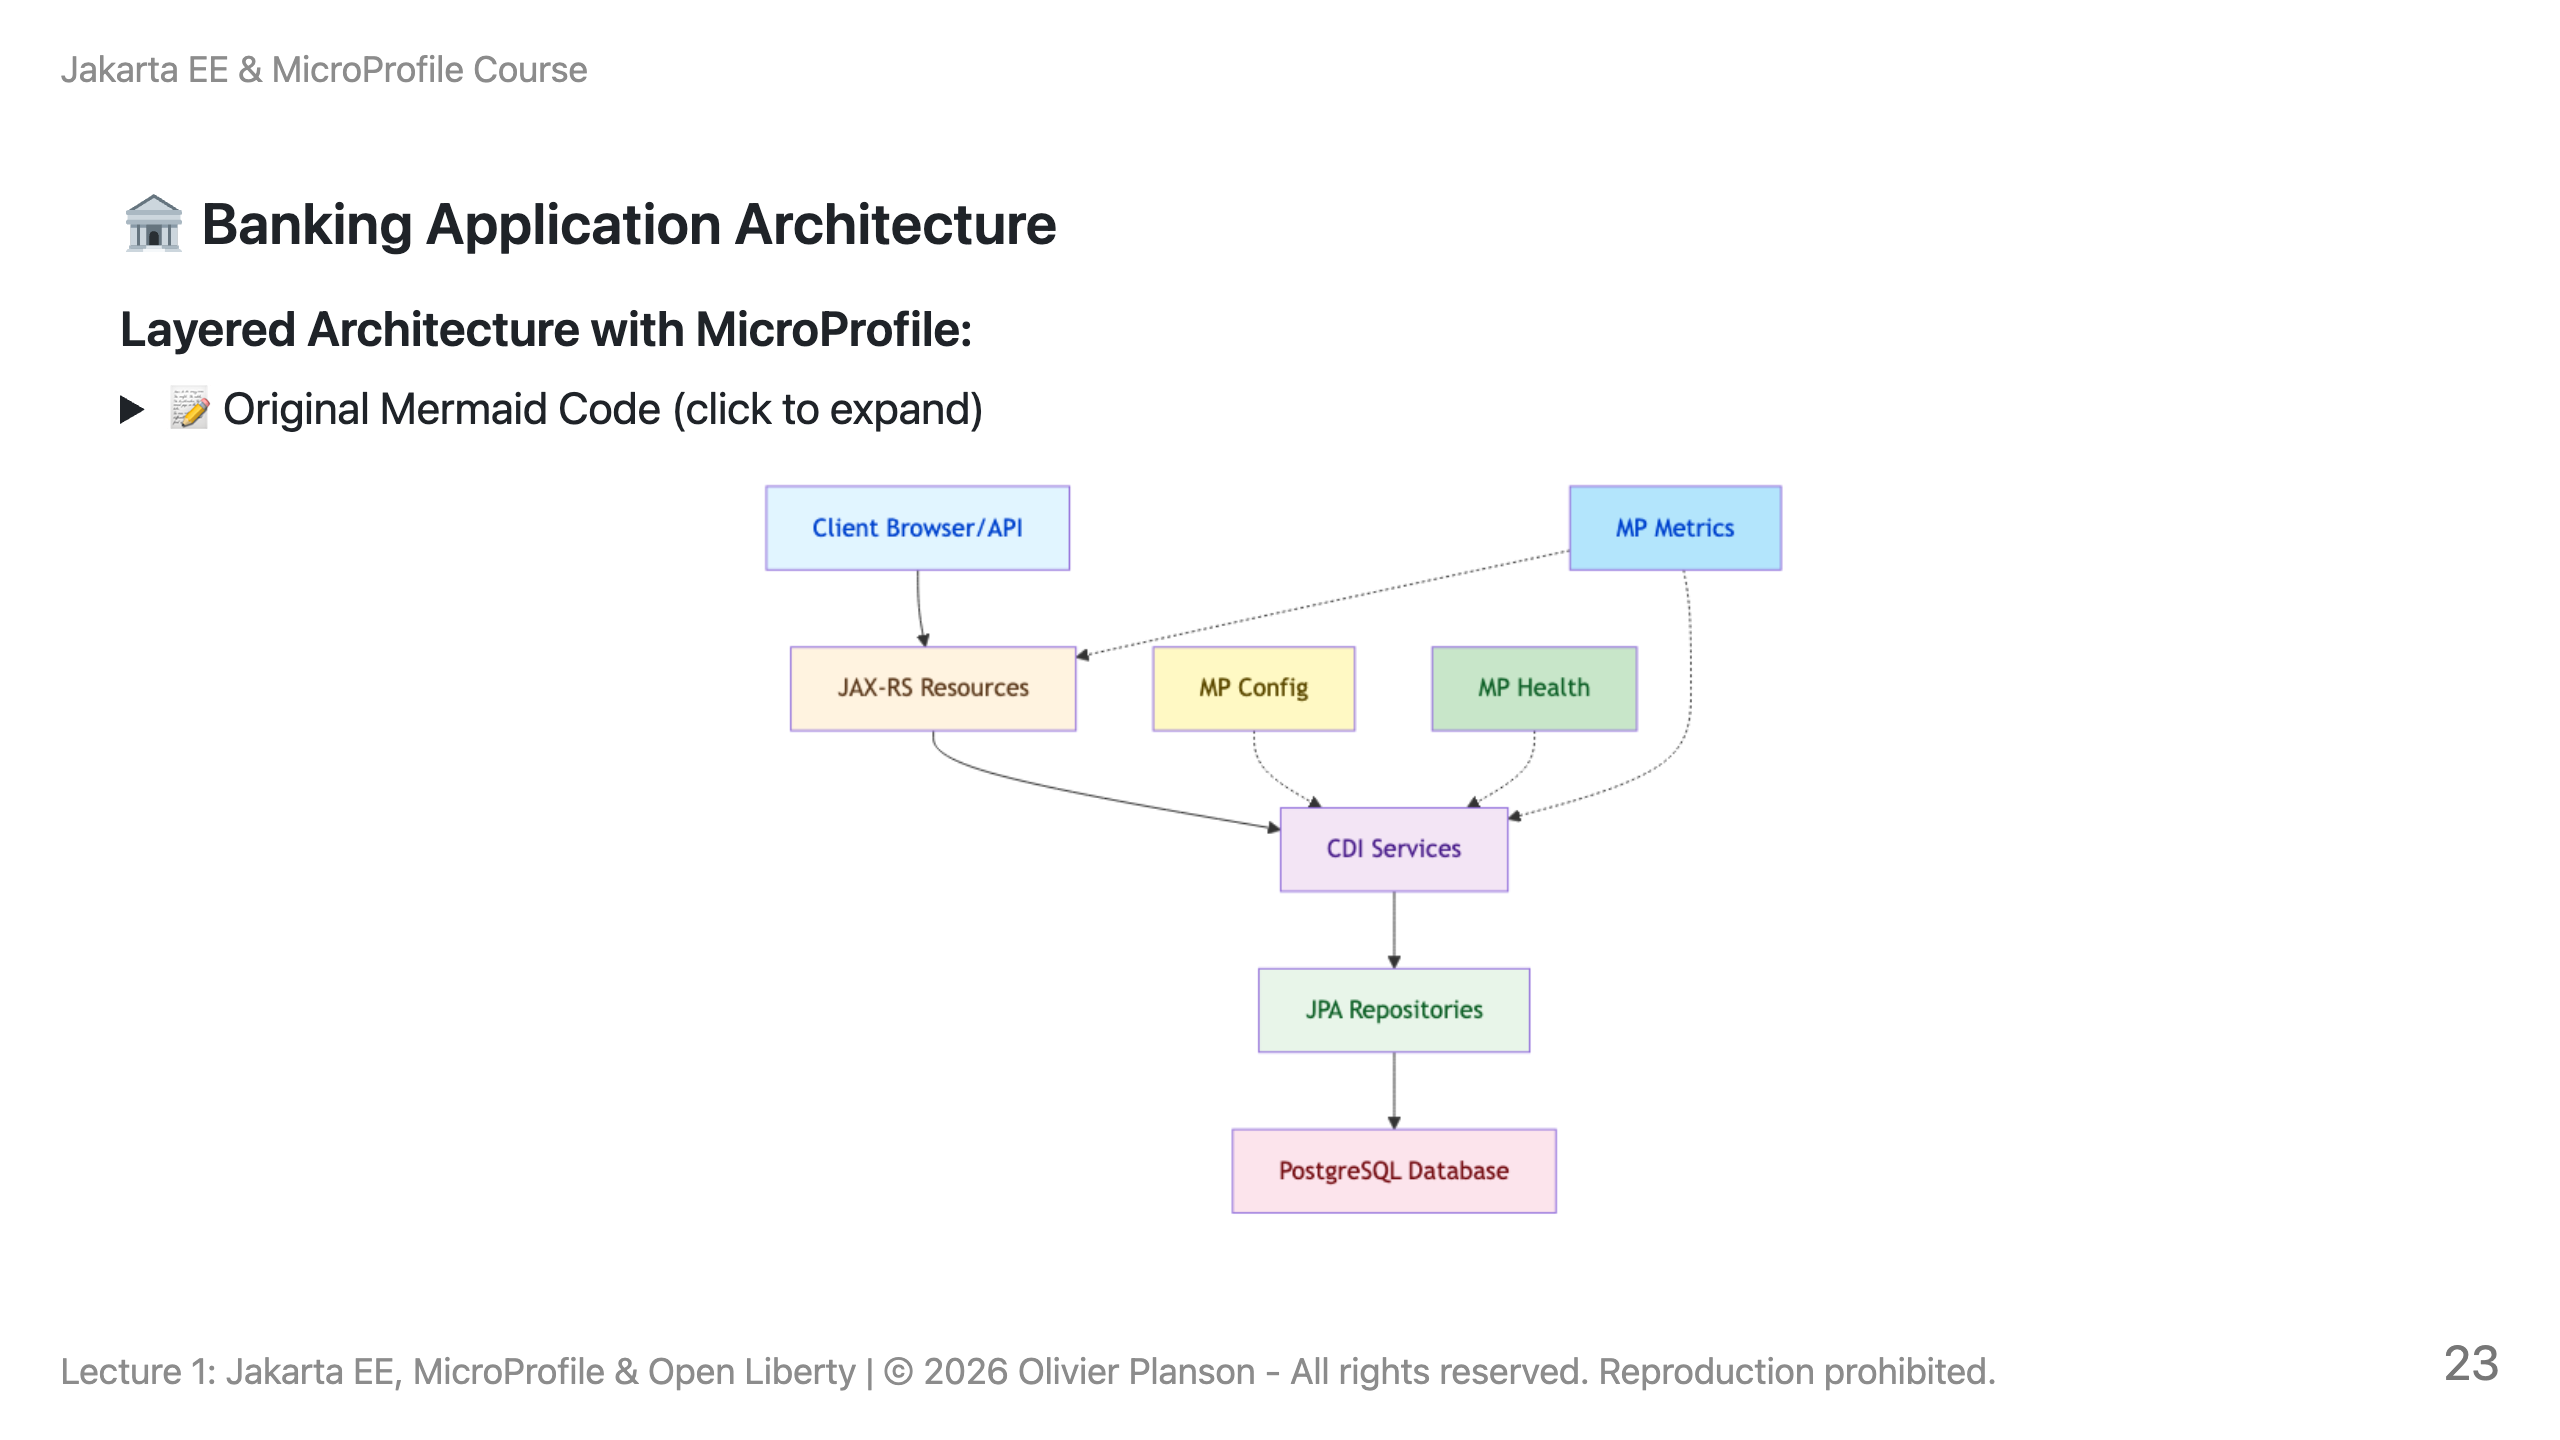 Jakarta EE & MicroProfile Course
🏛️ Banking Application Architecture
Layered Architecture with MicroProfile:
▶ 📝 Original Mermaid Code (click to expand)
Client Browser/API
MP Metrics
JAX-RS Resources
MP Config
MP Health
CDI Services
JPA Repositories
PostgreSQL Database
Lecture 1: Jakarta EE, MicroProfile & Open Liberty | © 2026 Olivier Planson - All rights reserved. Reproduction prohibited.
23